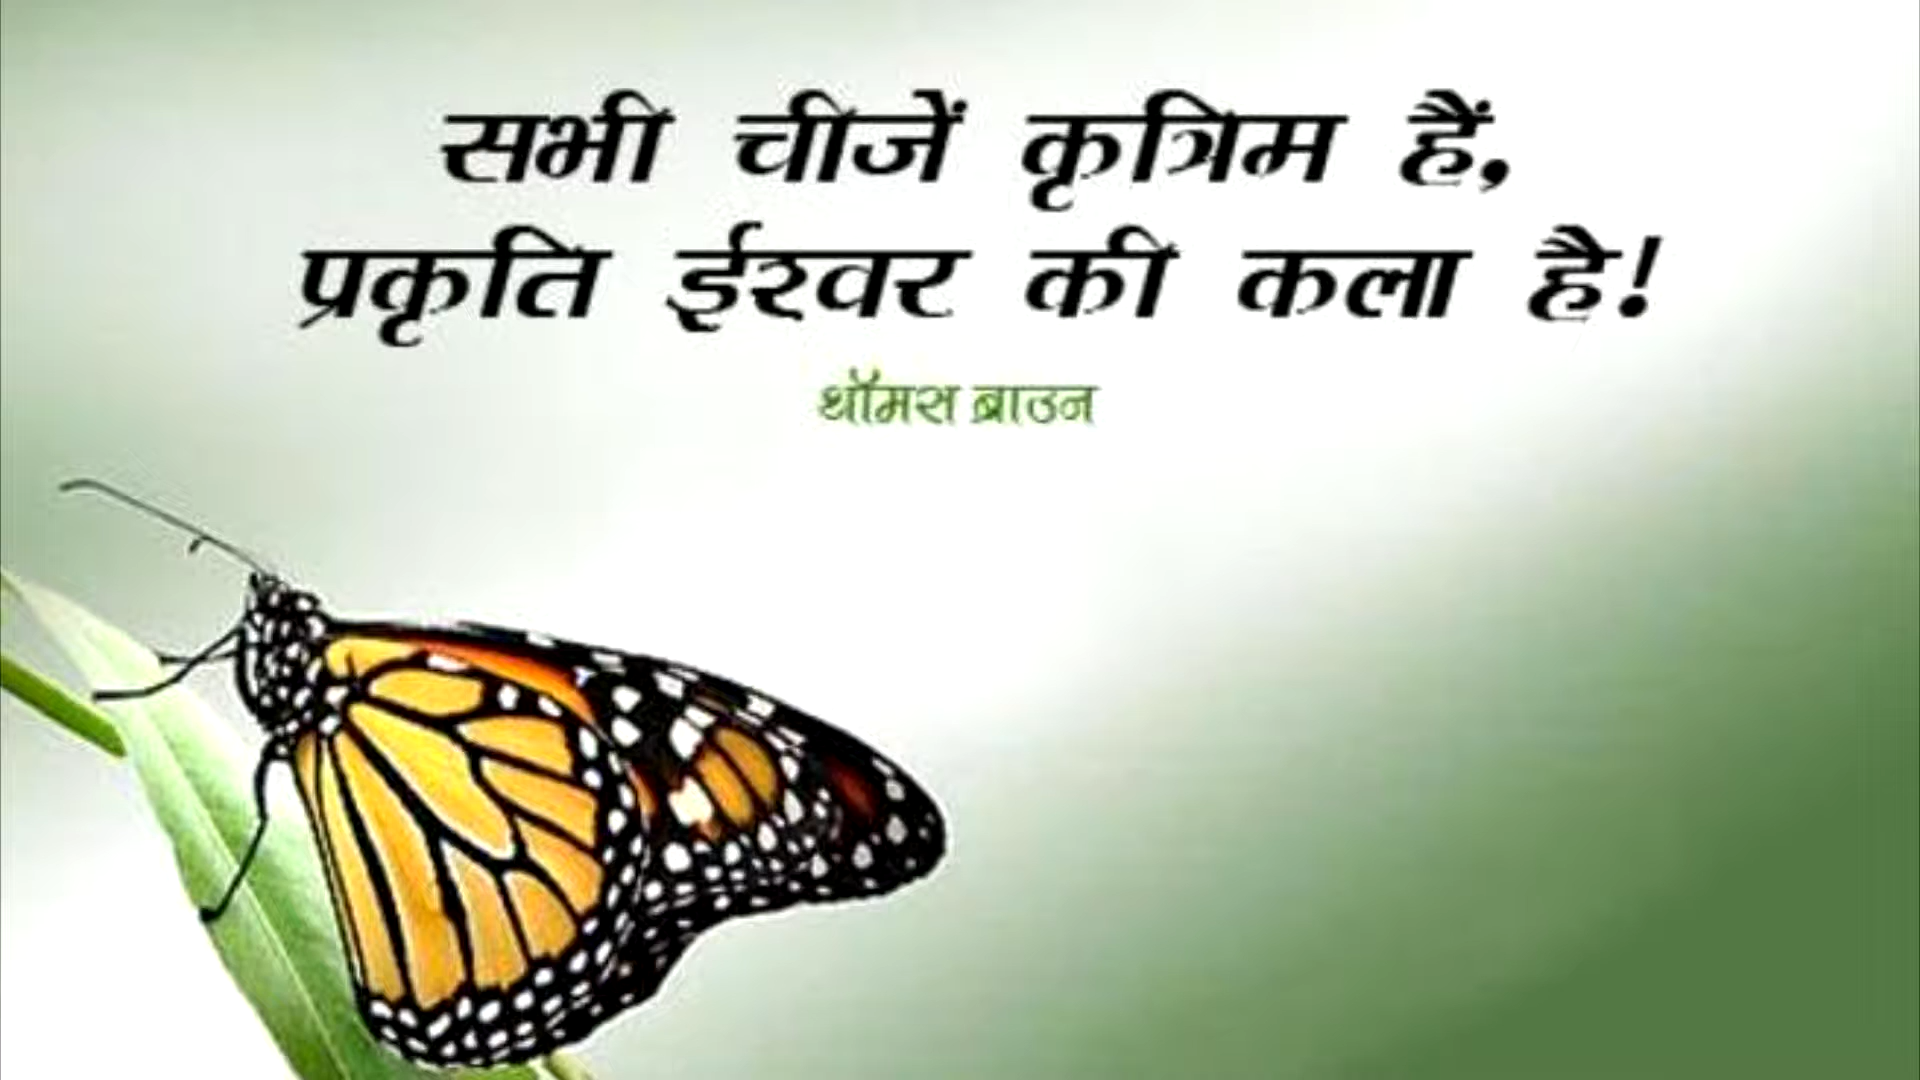 सभी चीजें कृत्रिम हैं,
प्रकृति ईश्वर की कला है!
थॉमस ब्राउन